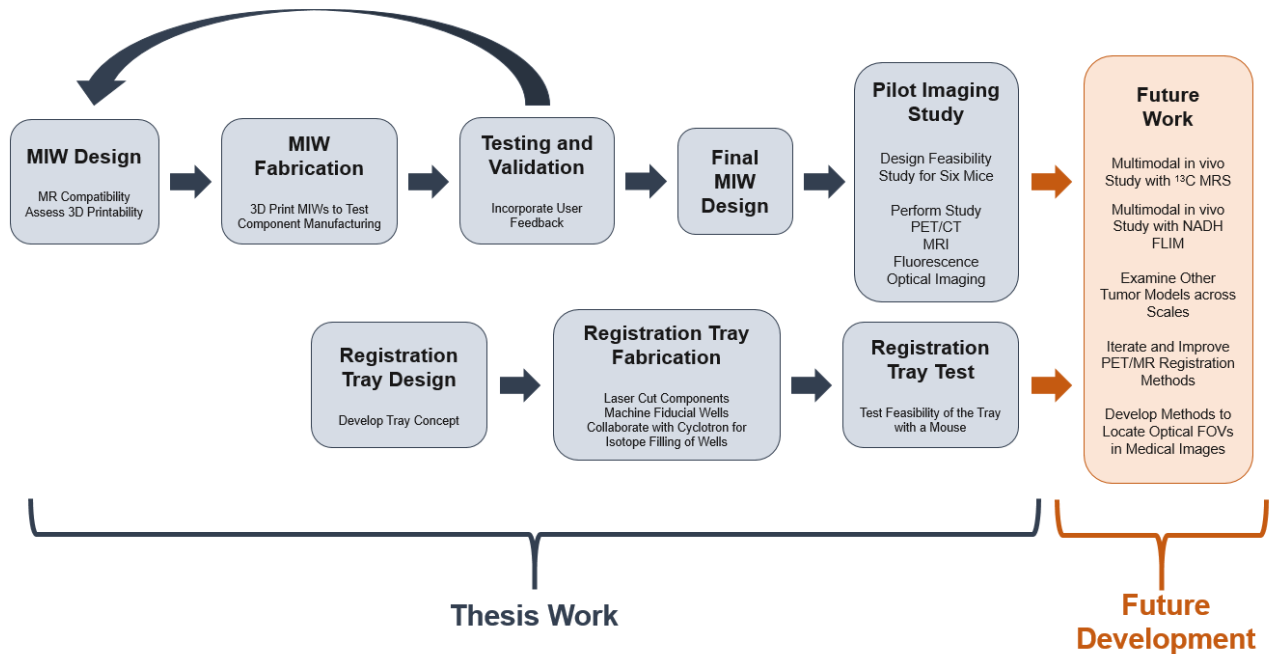 MIW Design
MR Compatibility
Assess 3D Printability
MIW
Fabrication
3D Print MIWs to Test
Component Manufacturing
Testing and
Validation
Incorporate User
Feedback
Final
MIW
Design
Pilot Imaging
Study
Design Feasibility
Study for Six Mice
Perform Study
PET/CT
MRI
Fluorescence
Optical Imaging
Future
Work
Multimodal in vivo
Study with ¹³C MRS
Multimodal in vivo
Study with NADH
FLIM
Examine Other
Tumor Models across
Scales
Iterate and Improve
PET/MR Registration
Methods
Develop Methods to
Locate Optical FOVs
in Medical Images
Registration
Tray Design
Develop Tray Concept
Registration Tray
Fabrication
Laser Cut Components
Machine Fiducial Wells
Collaborate with Cyclotron for
Isotope Filling of Wells
Registration
Tray Test
Test Feasibility of the Tray
with a Mouse
Thesis Work
Future
Development